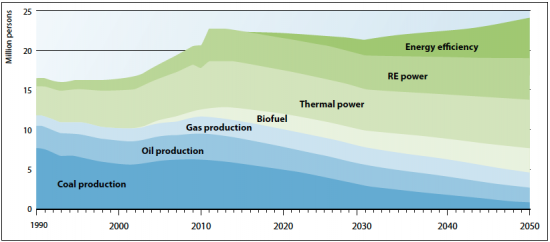 Million persons
25
20
15
10
5
0
Energy efficiency
RE power
Thermal power
Biofuel
Gas production
Oil production
Coal production
1990 2000 2010 2020 2030 2040 2050